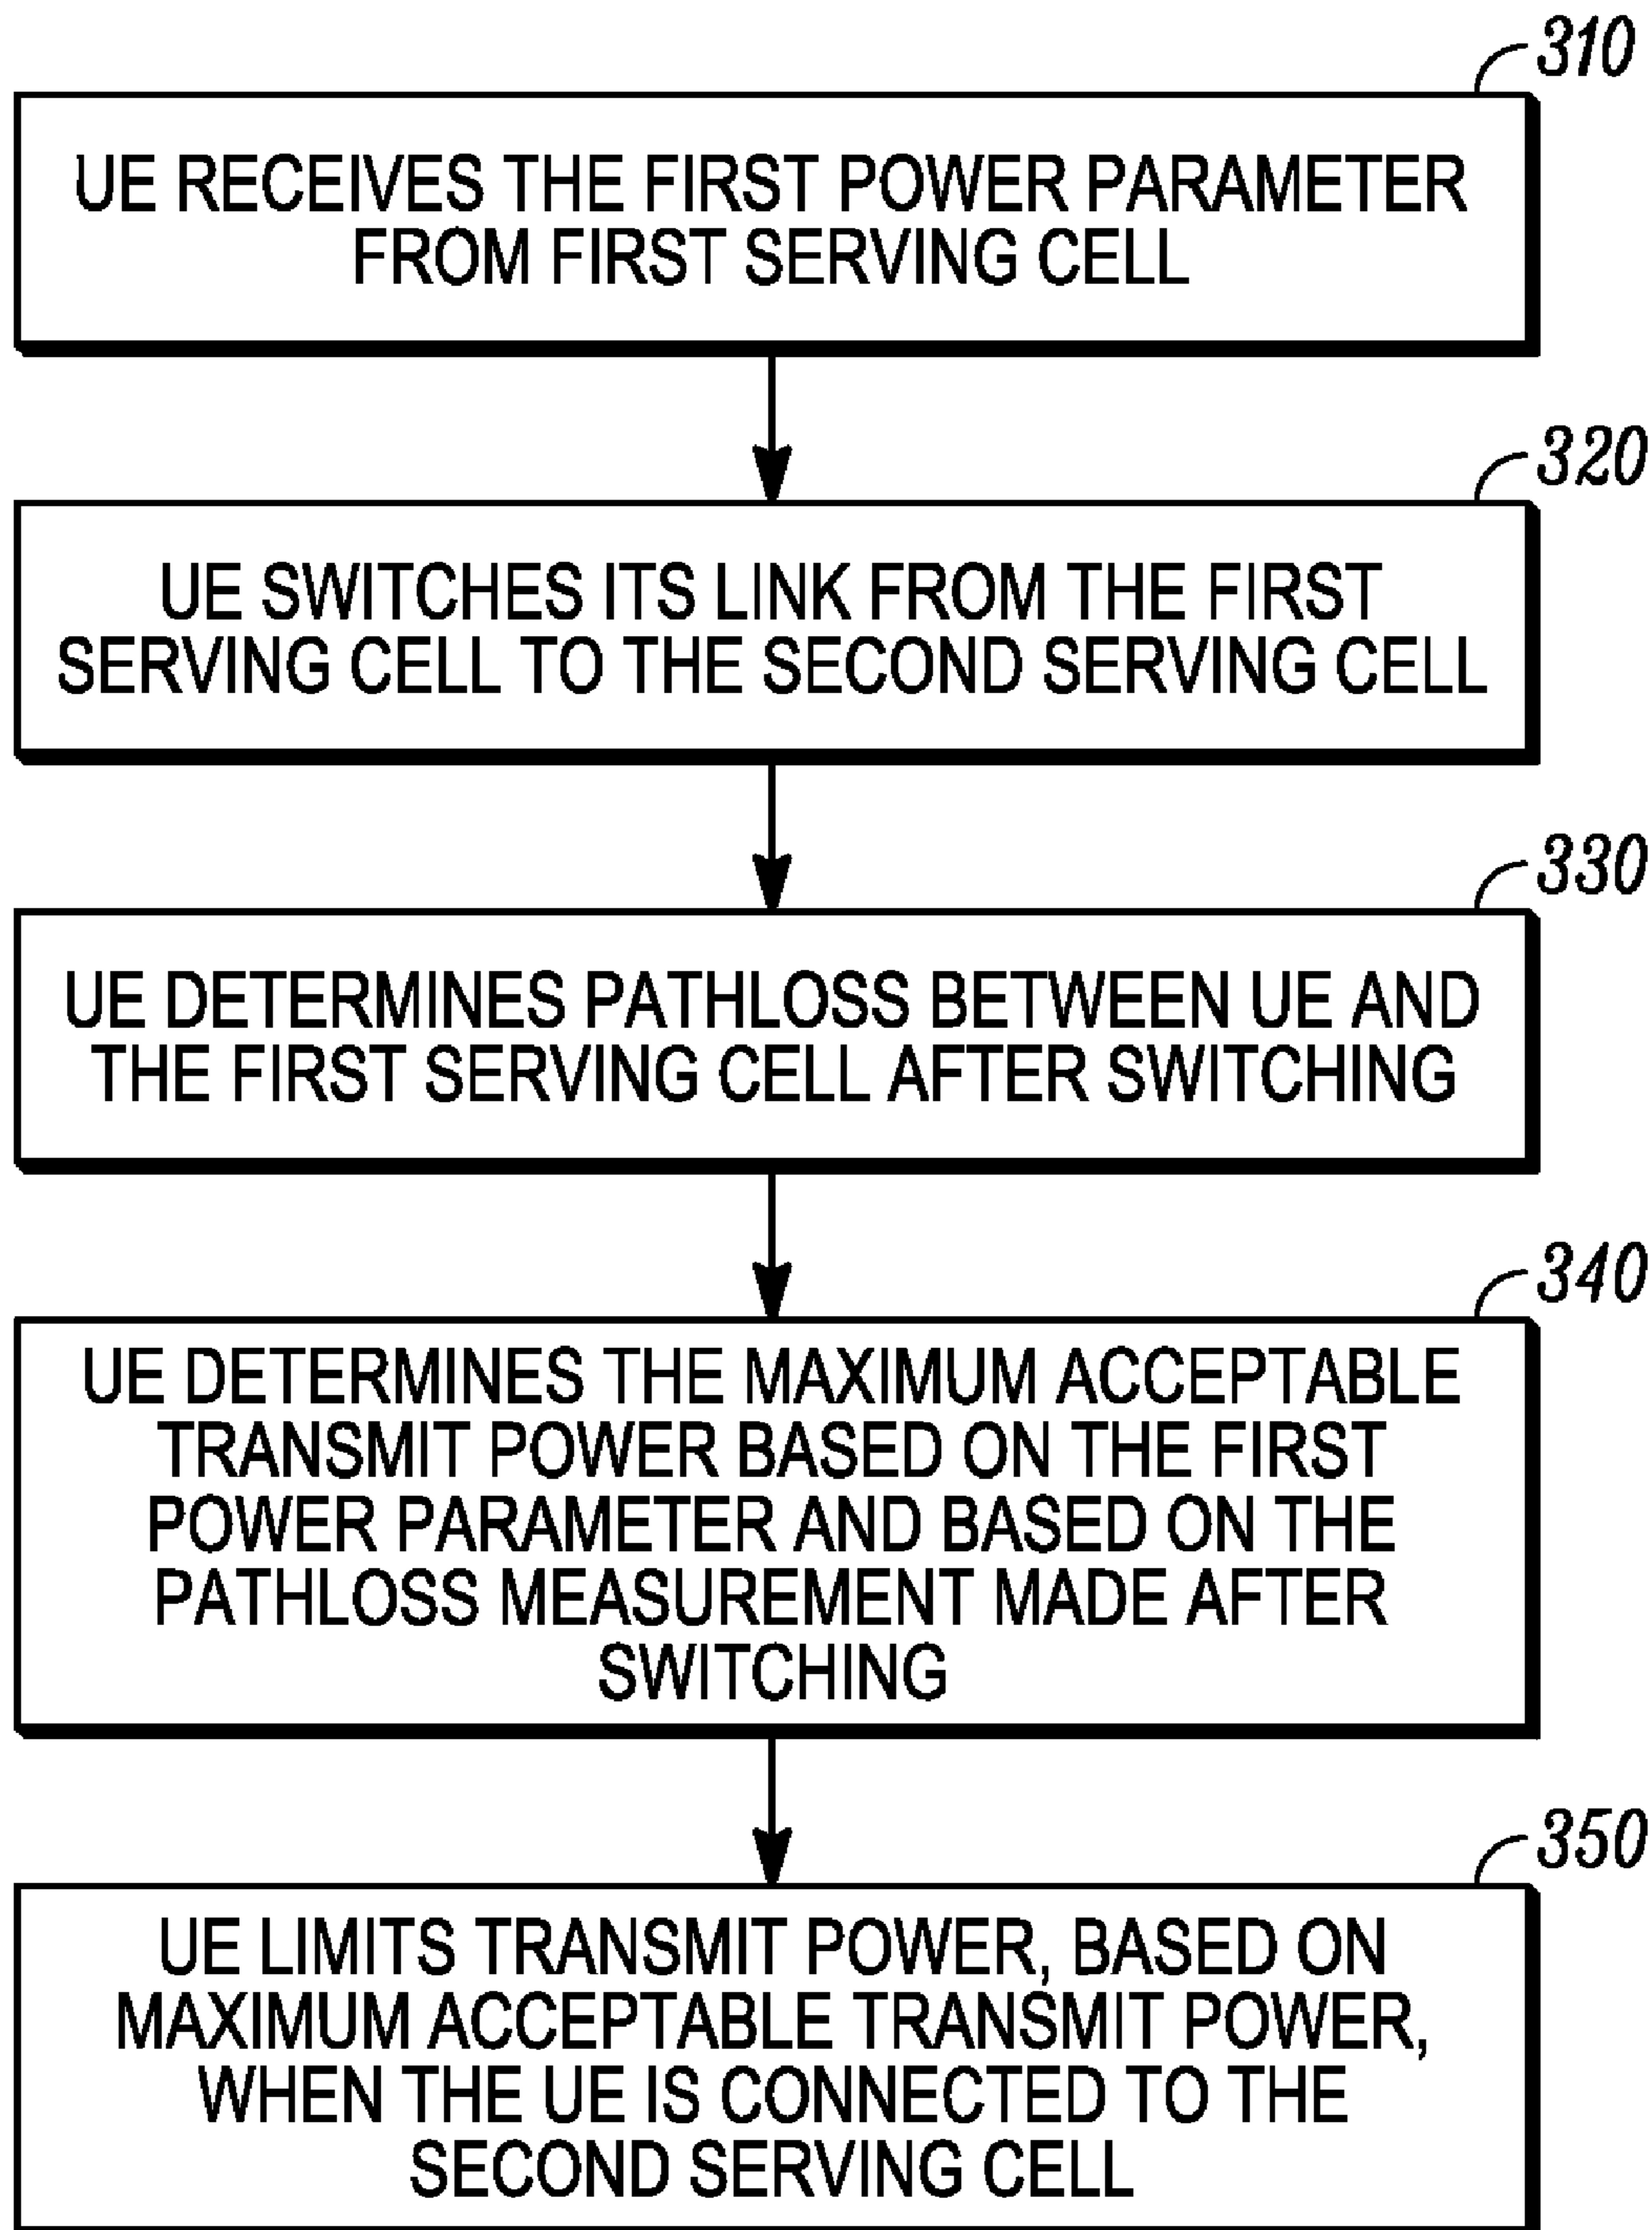 310
UE RECEIVES THE FIRST POWER PARAMETER
FROM FIRST SERVING CELL
320
UE SWITCHES ITS LINK FROM THE FIRST
SERVING CELL TO THE SECOND SERVING CELL
330
UE DETERMINES PATHLOSS BETWEEN UE AND
THE FIRST SERVING CELL AFTER SWITCHING
340
UE DETERMINES THE MAXIMUM ACCEPTABLE
TRANSMIT POWER BASED ON THE FIRST
POWER PARAMETER AND BASED ON THE
PATHLOSS MEASUREMENT MADE AFTER
SWITCHING
350
UE LIMITS TRANSMIT POWER, BASED ON
MAXIMUM ACCEPTABLE TRANSMIT POWER,
WHEN THE UE IS CONNECTED TO THE
SECOND SERVING CELL